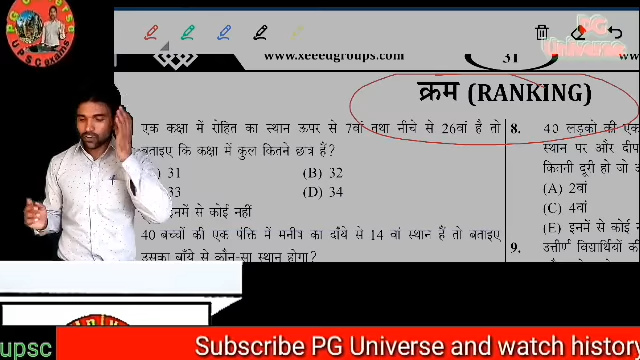 PG Universe
UPSC exams
www.xeeeugroups.com
31
PG
Universe
क्रम (RANKING)
एक कक्षा में रोहित का स्थान ऊपर से 7वां तथा नीचे से 26वां है तो
बताइए कि कक्षा में कुल कितने छात्र हैं?
31
(B) 32
33
(D) 34
इनमें से कोई नहीं
40 बच्चों की एक पंक्ति में मनीष का दाँये से 14 वां स्थान हैं तो बताइए
उसका बाँये से कौन-सा स्थान होगा?
8. 40 लड़को की एक
स्थान पर और दीप
कितनी दूरी हो जो
(A) 2वां
(C) 4वां
(E) इनमें से कोई न
9. उत्तीर्ण विद्यार्थियों की
upsc
Subscribe PG Universe and watch history